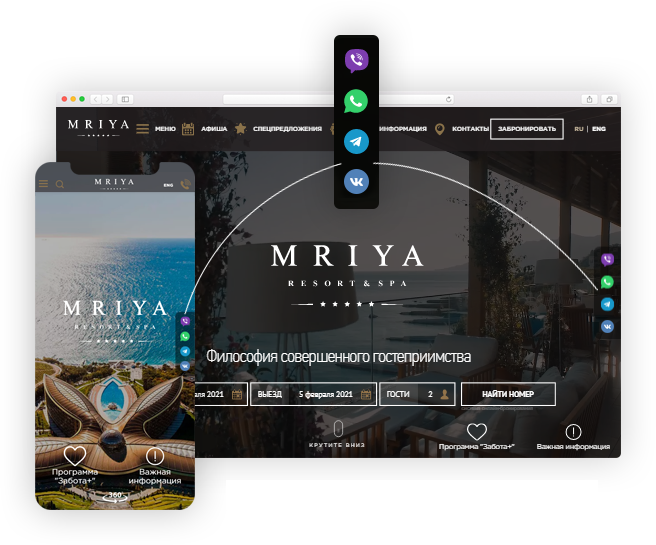 MRIYA
МЕНЮ
АФИША
СПЕЦПРЕДЛОЖЕНИЯ
ИНФОРМАЦИЯ
КОНТАКТЫ
ЗАБРОНИРОВАТЬ
RU | ENG
MRIYA
RESORT & SPA
Философия совершенного гостеприимства
2021
ВЫЕЗД 5 февраля 2021
ГОСТИ 2
НАЙТИ НОМЕР
КРУТИТЕ ВНИЗ
Программа "Забота+"
Важная информация
MRIYA
ENG
MRIYA
RESORT & SPA
Программа
"Забота+"
Важная
информация
360